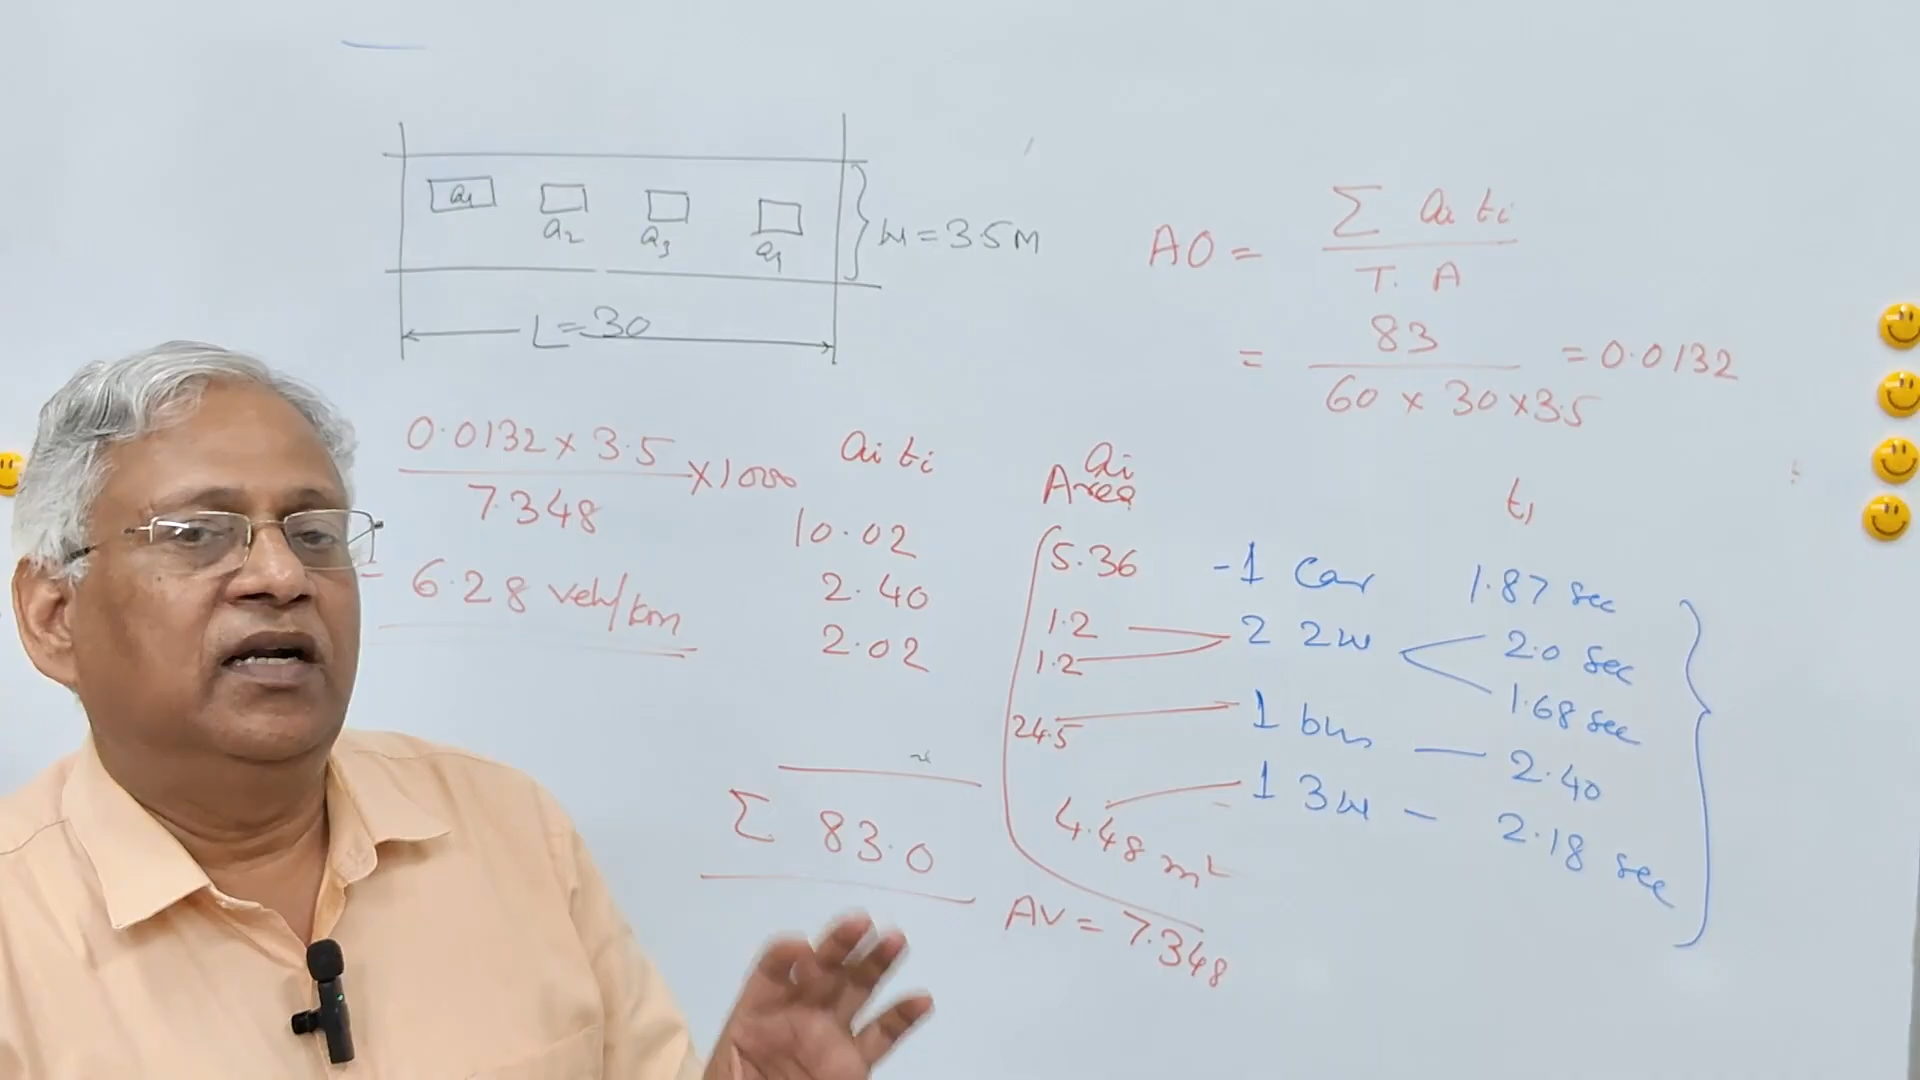 a1
a2
a3
a1
W = 3.5M
L = 30
AO = Σ ai ti / T. A
= 83 / 60 × 30 × 3.5 = 0.0132
0.0132 × 3.5 / 7.348 × 1000
= 6.28 veh/km
ai ti
10.02
2.40
2.02
Σ 83.0
ai
Area
t1
5.36 - 1 Car 1.87 sec
1.2 2 2w 2.0 sec
1.2 1.68 sec
24.5 1 bus — 2.40
4.48 m² 1 3w - 2.18 sec
AV = 7.348